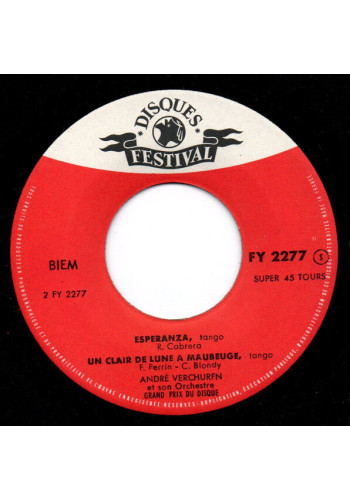 DISQUES
FESTIVAL
BIEM
FY 2277 S
2 FY 2277
SUPER 45 TOURS
ESPERANZA, tango
R. Cabrera
UN CLAIR DE LUNE A MAUBEUGE, tango
F. Perrin - C. Blondy
ANDRÉ VERCHUREN
et son Orchestre
GRAND PRIX DU DISQUE